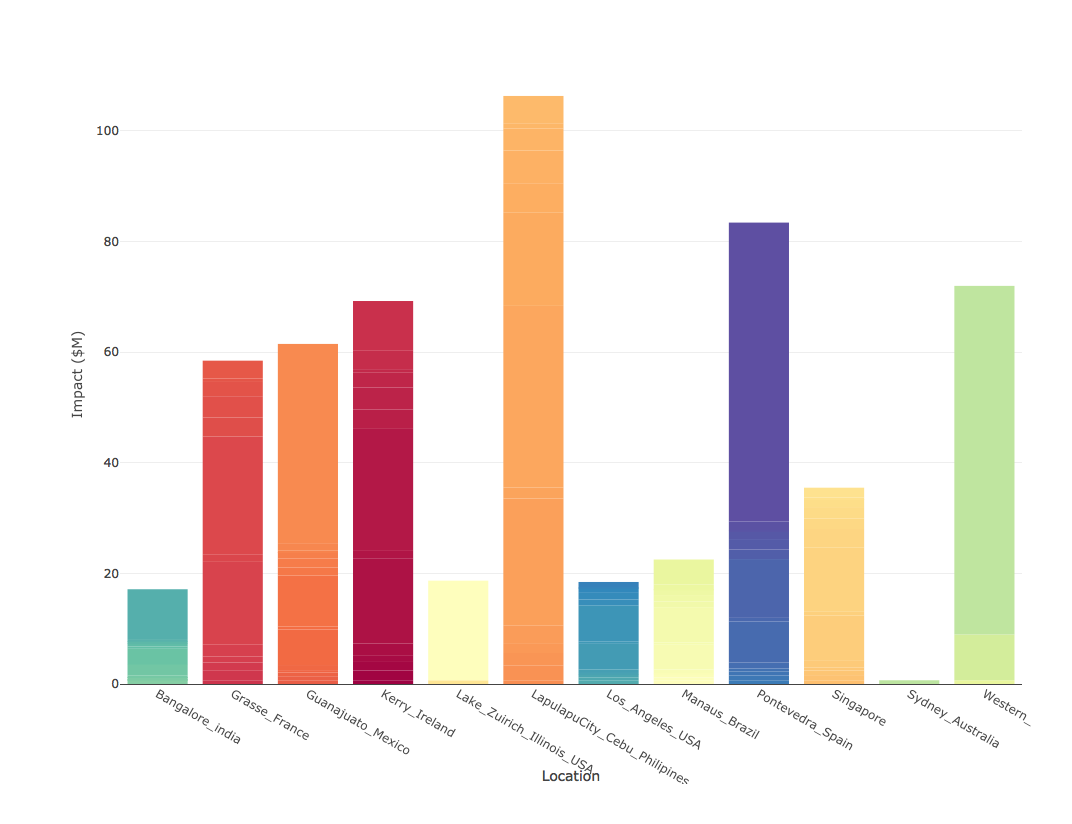 100
80
60
40
20
0
Impact ($M)
Bangalore_india
Grasse_France
Guanajuato_Mexico
Kerry_Ireland
Lake_Zuirich_Illinois_USA
LapulapuCity_Cebu_Philipines
Los_Angeles_USA
Manaus_Brazil
Pontevedra_Spain
Singapore
Sydney_Australia
Western_
Location